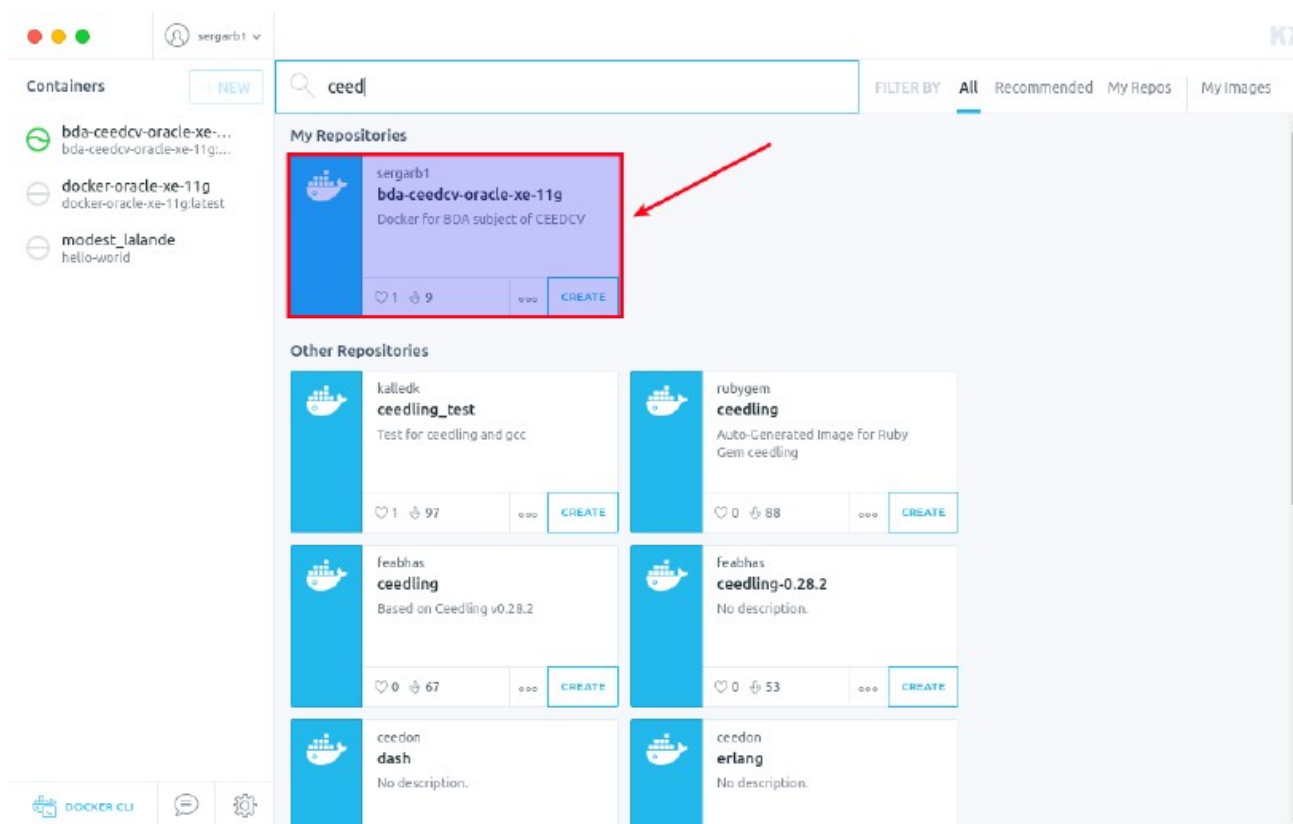 sergarb1
Containers
+ NEW
bda-ceedcv-oracle-xe-...
bda-ceedcv-oracle-xe-11g:...
docker-oracle-xe-11g
docker-oracle-xe-11g:latest
modest_lalande
hello-world
DOCKER CLI
ceed
FILTER BY All Recommended My Repos My Images
My Repositories
sergarb1
bda-ceedcv-oracle-xe-11g
Docker for BDA subject of CEEDCV
1 9 CREATE
Other Repositories
kalledk
ceedling_test
Test for ceedling and gcc
1 97 CREATE
rubygem
ceedling
Auto-Generated Image for Ruby
Gem ceedling
0 88 CREATE
feabhas
ceedling
Based on Ceedling v0.28.2
0 67 CREATE
feabhas
ceedling-0.28.2
No description.
0 53 CREATE
ceedon
dash
No description.
ceedon
erlang
No description.